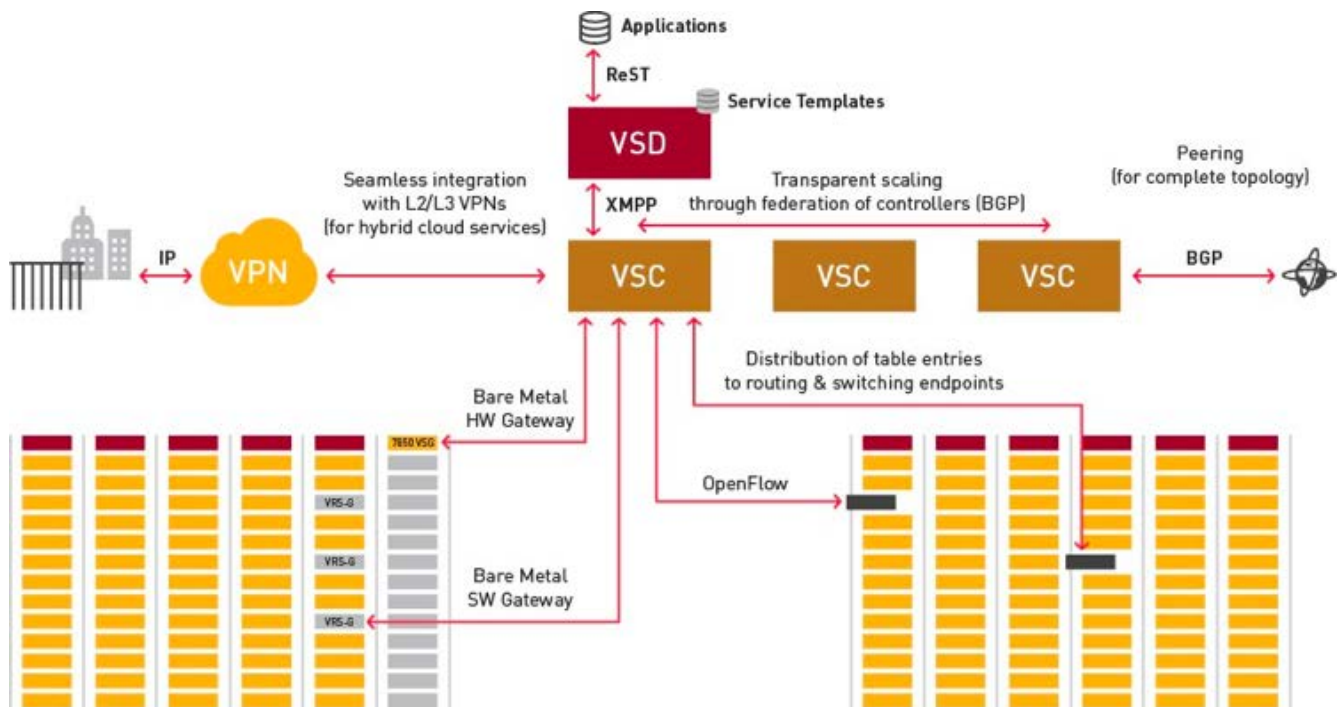 Applications
ReST
Service Templates
VSD
Seamless integration
with L2/L3 VPNs
(for hybrid cloud services)
XMPP
Transparent scaling
through federation of controllers (BGP)
Peering
(for complete topology)
IP
VPN
VSC
VSC
VSC
BGP
Distribution of table entries
to routing & switching endpoints
Bare Metal
HW Gateway
7850 VSG
OpenFlow
VRS-G
VRS-G
Bare Metal
SW Gateway
VRS-G